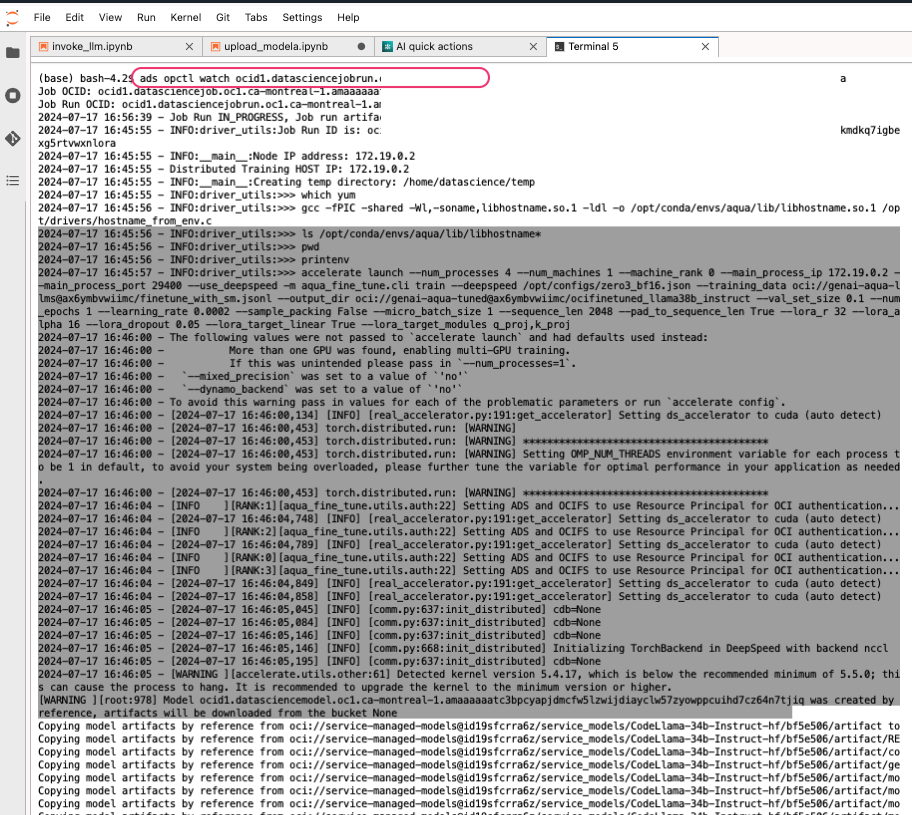 File Edit View Run Kernel Git Tabs Settings Help
invoke_llm.ipynb × upload_modela.ipynb AI quick actions × Terminal 5 ×
(base) bash-4.2$ ads opctl watch ocid1.datasciencejobrun. a
Job OCID: ocid1.datasciencejob.oc1.ca-montreal-1.amaaaaaa
Job Run OCID: ocid1.datasciencejobrun.oc1.ca-montreal-1.am
2024-07-17 16:56:39 - Job Run IN_PROGRESS, Job run artifa
2024-07-17 16:45:55 - INFO:driver_utils:Job Run ID is: oc kmdkq7igbe
xg5rtvwxnlora
2024-07-17 16:45:55 - INFO:__main__:Node IP address: 172.19.0.2
2024-07-17 16:45:55 - Distributed Training HOST IP: 172.19.0.2
2024-07-17 16:45:55 - INFO:__main__:Creating temp directory: /home/datascience/temp
2024-07-17 16:45:55 - INFO:driver_utils:>>> which yum
2024-07-17 16:45:56 - INFO:driver_utils:>>> gcc -fPIC -shared -Wl,-soname,libhostname.so.1 -ldl -o /opt/conda/envs/aqua/lib/libhostname.so.1 /op
t/drivers/hostname_from_env.c
2024-07-17 16:45:56 - INFO:driver_utils:>>> ls /opt/conda/envs/aqua/lib/libhostname*
2024-07-17 16:45:56 - INFO:driver_utils:>>> pwd
2024-07-17 16:45:56 - INFO:driver_utils:>>> printenv
2024-07-17 16:45:57 - INFO:driver_utils:>>> accelerate launch --num_processes 4 --num_machines 1 --machine_rank 0 --main_process_ip 172.19.0.2 -
-main_process_port 29400 --use_deepspeed -m aqua_fine_tune.cli train --deepspeed /opt/configs/zero3_bf16.json --training_data oci://genai-aqua-l
lms@ax6ymbvwiimc/finetune_with_sm.jsonl --output_dir oci://genai-aqua-tuned@ax6ymbvwiimc/ocifinetuned_llama38b_instruct --val_set_size 0.1 --num
_epochs 1 --learning_rate 0.0002 --sample_packing False --micro_batch_size 1 --sequence_len 2048 --pad_to_sequence_len True --lora_r 32 --lora_a
lpha 16 --lora_dropout 0.05 --lora_target_linear True --lora_target_modules q_proj,k_proj
2024-07-17 16:46:00 - The following values were not passed to `accelerate launch` and had defaults used instead:
2024-07-17 16:46:00 - More than one GPU was found, enabling multi-GPU training.
2024-07-17 16:46:00 - If this was unintended please pass in `--num_processes=1`.
2024-07-17 16:46:00 - `--mixed_precision` was set to a value of `'no'`
2024-07-17 16:46:00 - `--dynamo_backend` was set to a value of `'no'`
2024-07-17 16:46:00 - To avoid this warning pass in values for each of the problematic parameters or run `accelerate config`.
2024-07-17 16:46:00 - [2024-07-17 16:46:00,134] [INFO] [real_accelerator.py:191:get_accelerator] Setting ds_accelerator to cuda (auto detect)
2024-07-17 16:46:00 - [2024-07-17 16:46:00,453] torch.distributed.run: [WARNING]
2024-07-17 16:46:00 - [2024-07-17 16:46:00,453] torch.distributed.run: [WARNING] *****************************************
2024-07-17 16:46:00 - [2024-07-17 16:46:00,453] torch.distributed.run: [WARNING] Setting OMP_NUM_THREADS environment variable for each process t
o be 1 in default, to avoid your system being overloaded, please further tune the variable for optimal performance in your application as needed
.
2024-07-17 16:46:00 - [2024-07-17 16:46:00,453] torch.distributed.run: [WARNING] *****************************************
2024-07-17 16:46:04 - [INFO ][RANK:1][aqua_fine_tune.utils.auth:22] Setting ADS and OCIFS to use Resource Principal for OCI authentication...
2024-07-17 16:46:04 - [2024-07-17 16:46:04,748] [INFO] [real_accelerator.py:191:get_accelerator] Setting ds_accelerator to cuda (auto detect)
2024-07-17 16:46:04 - [INFO ][RANK:2][aqua_fine_tune.utils.auth:22] Setting ADS and OCIFS to use Resource Principal for OCI authentication...
2024-07-17 16:46:04 - [2024-07-17 16:46:04,789] [INFO] [real_accelerator.py:191:get_accelerator] Setting ds_accelerator to cuda (auto detect)
2024-07-17 16:46:04 - [INFO ][RANK:0][aqua_fine_tune.utils.auth:22] Setting ADS and OCIFS to use Resource Principal for OCI authentication...
2024-07-17 16:46:04 - [INFO ][RANK:3][aqua_fine_tune.utils.auth:22] Setting ADS and OCIFS to use Resource Principal for OCI authentication...
2024-07-17 16:46:04 - [2024-07-17 16:46:04,849] [INFO] [real_accelerator.py:191:get_accelerator] Setting ds_accelerator to cuda (auto detect)
2024-07-17 16:46:04 - [2024-07-17 16:46:04,858] [INFO] [real_accelerator.py:191:get_accelerator] Setting ds_accelerator to cuda (auto detect)
2024-07-17 16:46:05 - [2024-07-17 16:46:05,045] [INFO] [comm.py:637:init_distributed] cdb=None
2024-07-17 16:46:05 - [2024-07-17 16:46:05,084] [INFO] [comm.py:637:init_distributed] cdb=None
2024-07-17 16:46:05 - [2024-07-17 16:46:05,146] [INFO] [comm.py:637:init_distributed] cdb=None
2024-07-17 16:46:05 - [2024-07-17 16:46:05,146] [INFO] [comm.py:668:init_distributed] Initializing TorchBackend in DeepSpeed with backend nccl
2024-07-17 16:46:05 - [2024-07-17 16:46:05,195] [INFO] [comm.py:637:init_distributed] cdb=None
2024-07-17 16:46:05 - [WARNING ][accelerate.utils.other:61] Detected kernel version 5.4.17, which is below the recommended minimum of 5.5.0; thi
s can cause the process to hang. It is recommended to upgrade the kernel to the minimum version or higher.
[WARNING ][root:978] Model ocid1.datasciencemodel.oc1.ca-montreal-1.amaaaaaatc3bpcyapjdmcfw5lzwijdiayclw57zyowppcuihd7cz64n7tjiq was created by
reference, artifacts will be downloaded from the bucket None
Copying model artifacts by reference from oci://service-managed-models@id19sfcrra6z/service_models/CodeLlama-34b-Instruct-hf/bf5e506/artifact to
Copying model artifacts by reference from oci://service-managed-models@id19sfcrra6z/service_models/CodeLlama-34b-Instruct-hf/bf5e506/artifact/RE
Copying model artifacts by reference from oci://service-managed-models@id19sfcrra6z/service_models/CodeLlama-34b-Instruct-hf/bf5e506/artifact/co
Copying model artifacts by reference from oci://service-managed-models@id19sfcrra6z/service_models/CodeLlama-34b-Instruct-hf/bf5e506/artifact/ge
Copying model artifacts by reference from oci://service-managed-models@id19sfcrra6z/service_models/CodeLlama-34b-Instruct-hf/bf5e506/artifact/mo
Copying model artifacts by reference from oci://service-managed-models@id19sfcrra6z/service_models/CodeLlama-34b-Instruct-hf/bf5e506/artifact/mo
Copying model artifacts by reference from oci://service-managed-models@id19sfcrra6z/service_models/CodeLlama-34b-Instruct-hf/bf5e506/artifact/mo